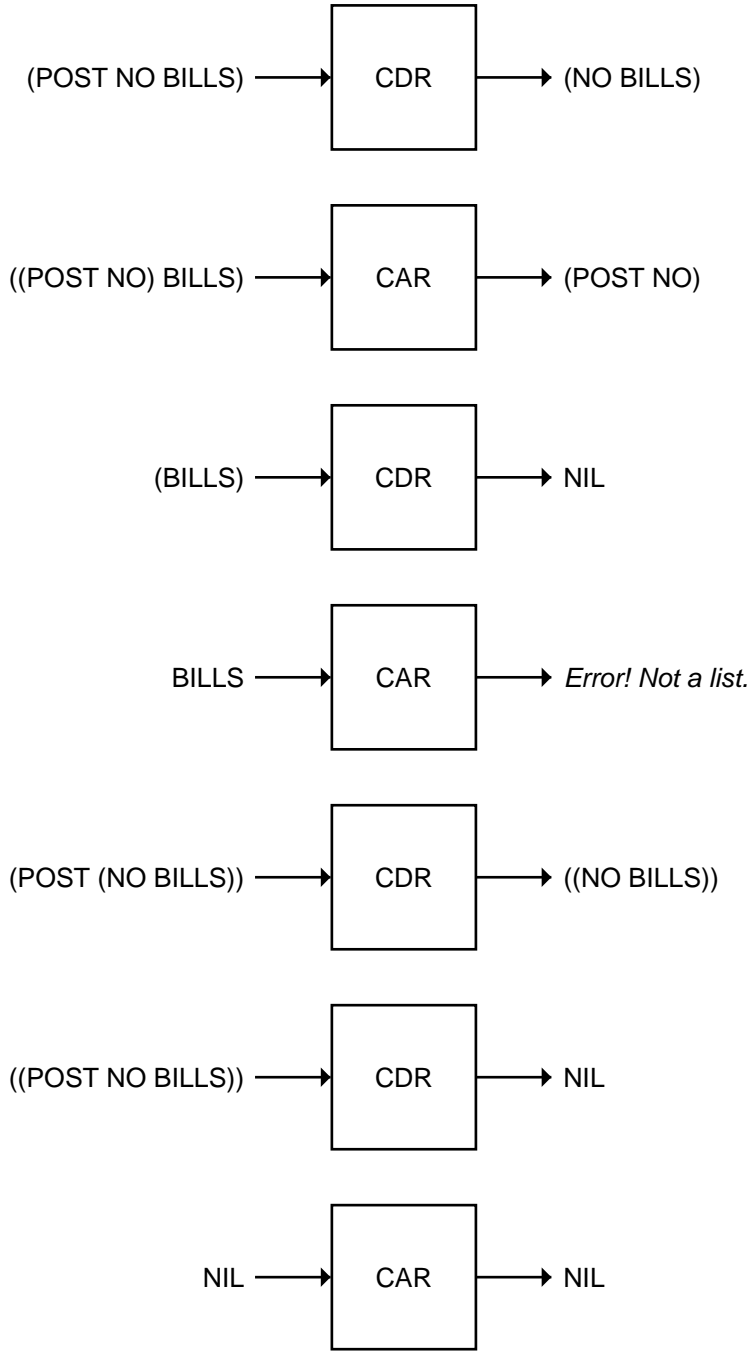 (POST NO BILLS) CDR (NO BILLS)
((POST NO) BILLS) CAR (POST NO)
(BILLS) CDR NIL
BILLS CAR Error! Not a list.
(POST (NO BILLS)) CDR ((NO BILLS))
((POST NO BILLS)) CDR NIL
NIL CAR NIL